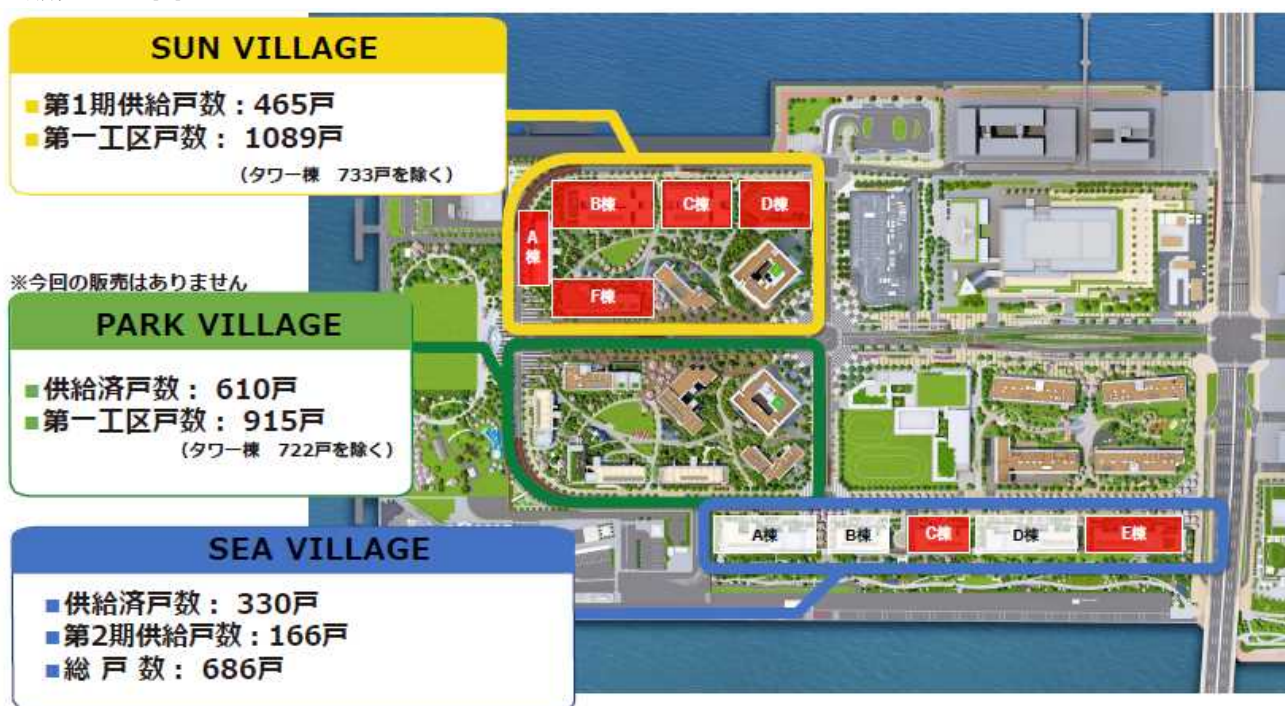 SUN VILLAGE
■第1期供給戸数：465戸
■第一工区戸数： 1089戸
（タワー棟　733戸を除く）
B棟
C棟
D棟
A棟
F棟
※今回の販売はありません
PARK VILLAGE
■供給済戸数： 610戸
■第一工区戸数： 915戸
（タワー棟　722戸を除く）
A棟
B棟
C棟
D棟
E棟
SEA VILLAGE
■供給済戸数： 330戸
■第2期供給戸数：166戸
■総 戸 数： 686戸